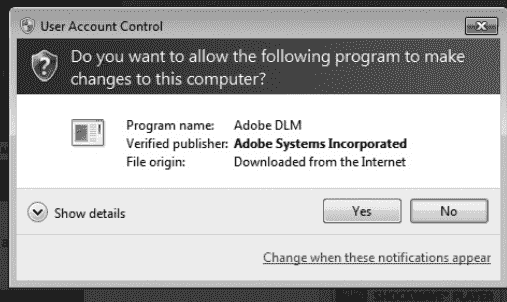 User Account Control
Do you want to allow the following program to make
changes to this computer?
Program name: Adobe DLM
Verified publisher: Adobe Systems Incorporated
File origin: Downloaded from the Internet
Show details
Yes
No
Change when these notifications appear